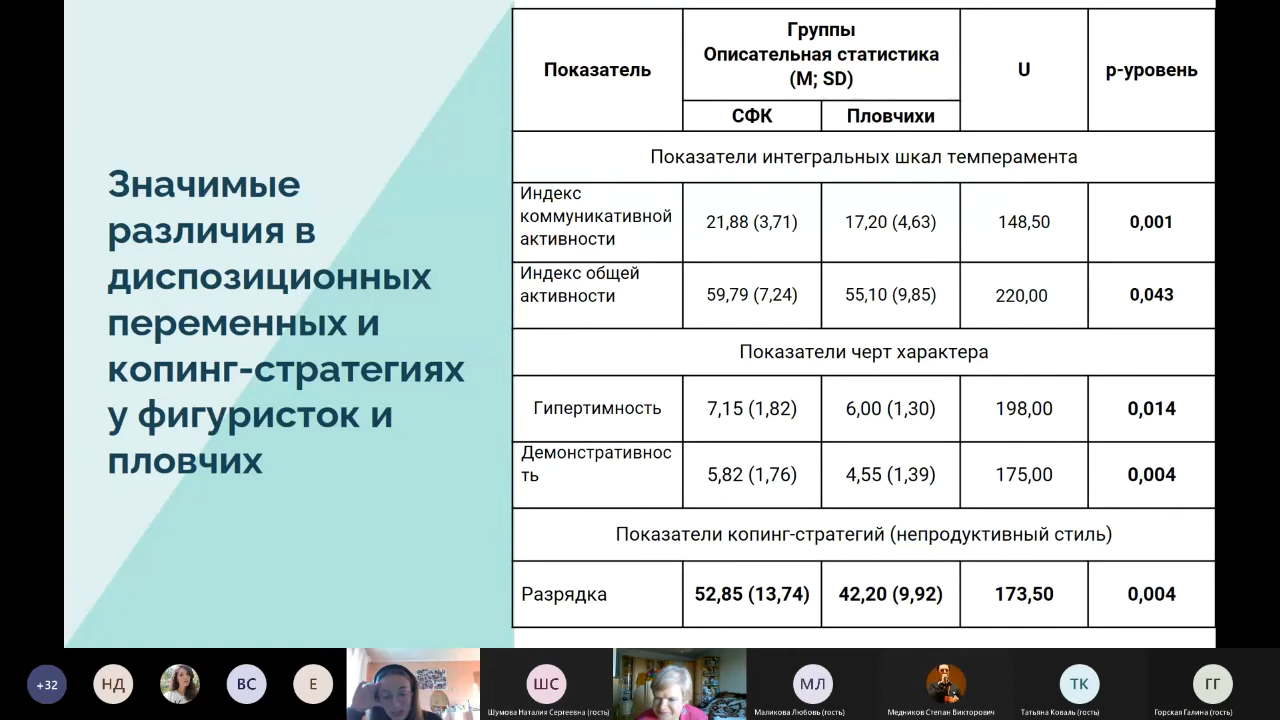 Значимые
различия в
диспозиционных
переменных и
копинг-стратегиях
у фигуристок и
пловчих
Показатель
Группы
Описательная статистика
(M; SD)
U
р-уровень
СФК
Пловчихи
Показатели интегральных шкал темперамента
Индекс
коммуникативной
активности
21,88 (3,71)
17,20 (4,63)
148,50
0,001
Индекс общей
активности
59,79 (7,24)
55,10 (9,85)
220,00
0,043
Показатели черт характера
Гипертимность
7,15 (1,82)
6,00 (1,30)
198,00
0,014
Демонстративнос
ть
5,82 (1,76)
4,55 (1,39)
175,00
0,004
Показатели копинг-стратегий (непродуктивный стиль)
Разрядка
52,85 (13,74)
42,20 (9,92)
173,50
0,004
+32
НД
ВС
Е
ШС
МЛ
ТК
ГГ
Шумова Наталия Сергеевна (гость)
Маликова Любовь (гость)
Медников Степан Викторович
Татьяна Коваль (гость)
Горская Галина (гость)